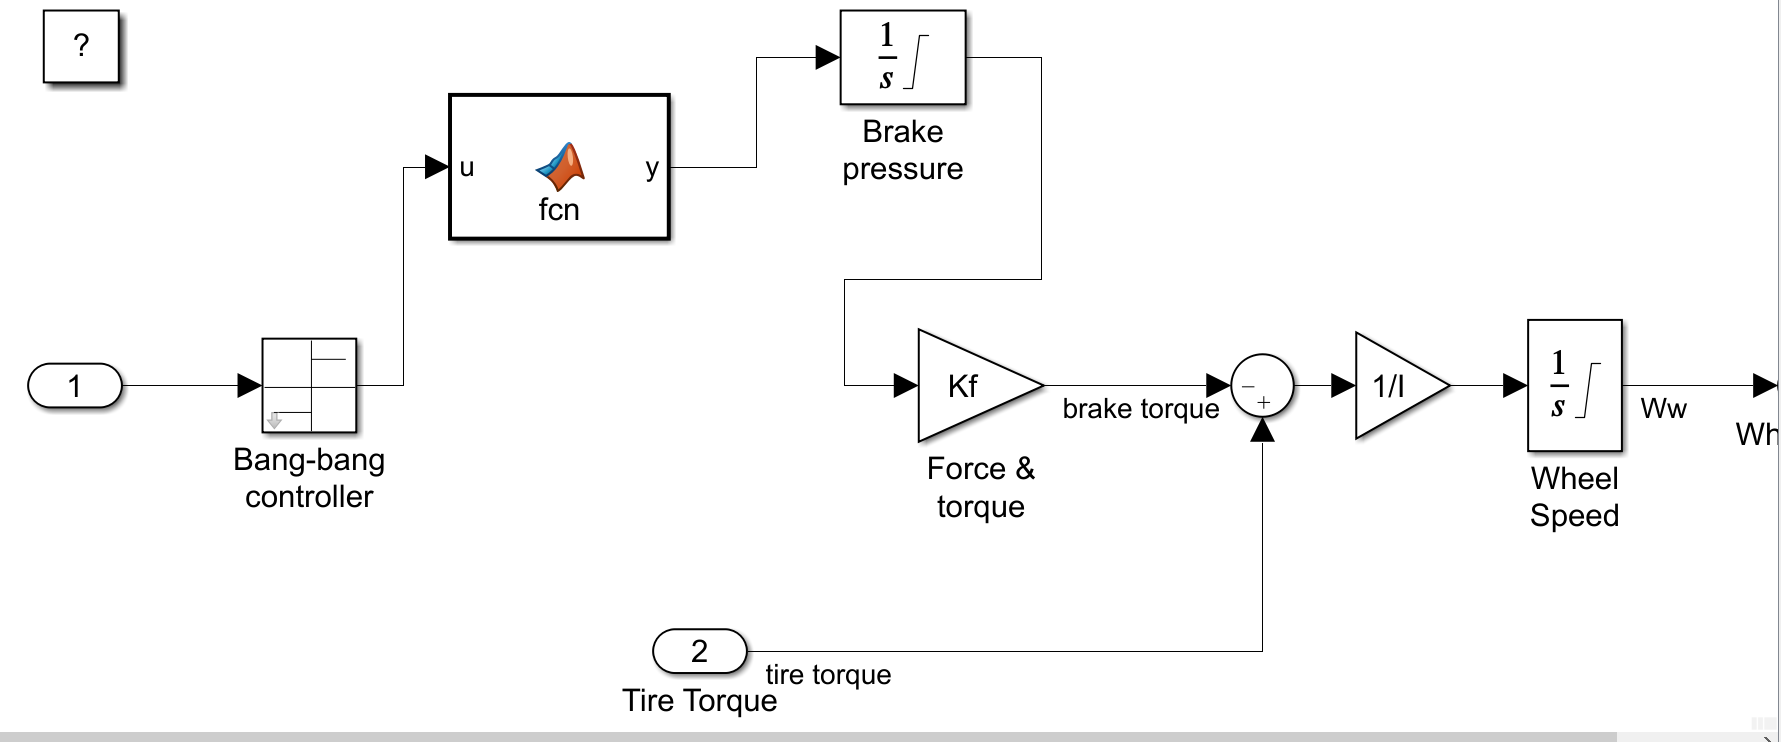 ?
1
s
Brake
pressure
u
y
fcn
1
Bang-bang
controller
Kf
brake torque
Force &
torque
−
+
1/I
1
s
Wheel
Speed
Ww
Wh
2
tire torque
Tire Torque